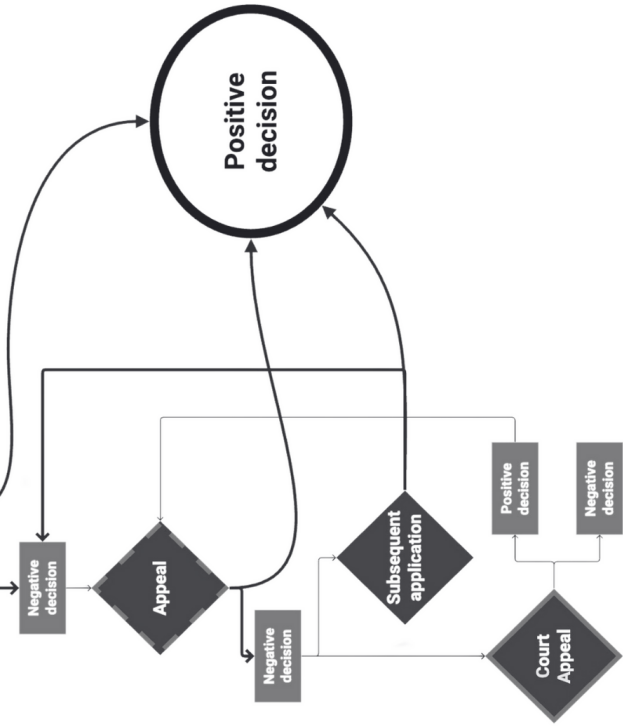 Positive
decision
Negative
decision
Appeal
Negative
decision
Subsequent
application
Court
Appeal
Positive
decision
Negative
decision